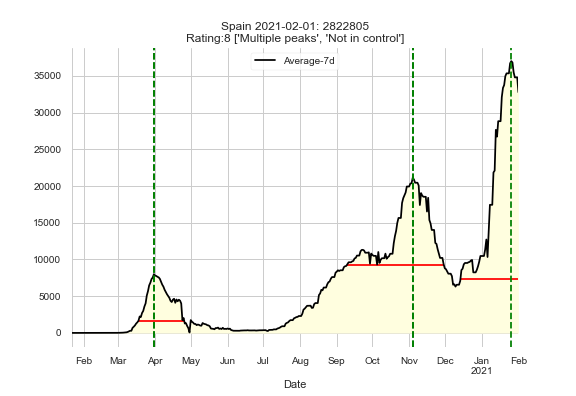 Spain 2021-02-01: 2822805
Rating:8 ['Multiple peaks', 'Not in control']
Average-7d
35000
30000
25000
20000
15000
10000
5000
0
Feb Mar Apr May Jun Jul Aug Sep Oct Nov Dec Jan Feb
2021
Date